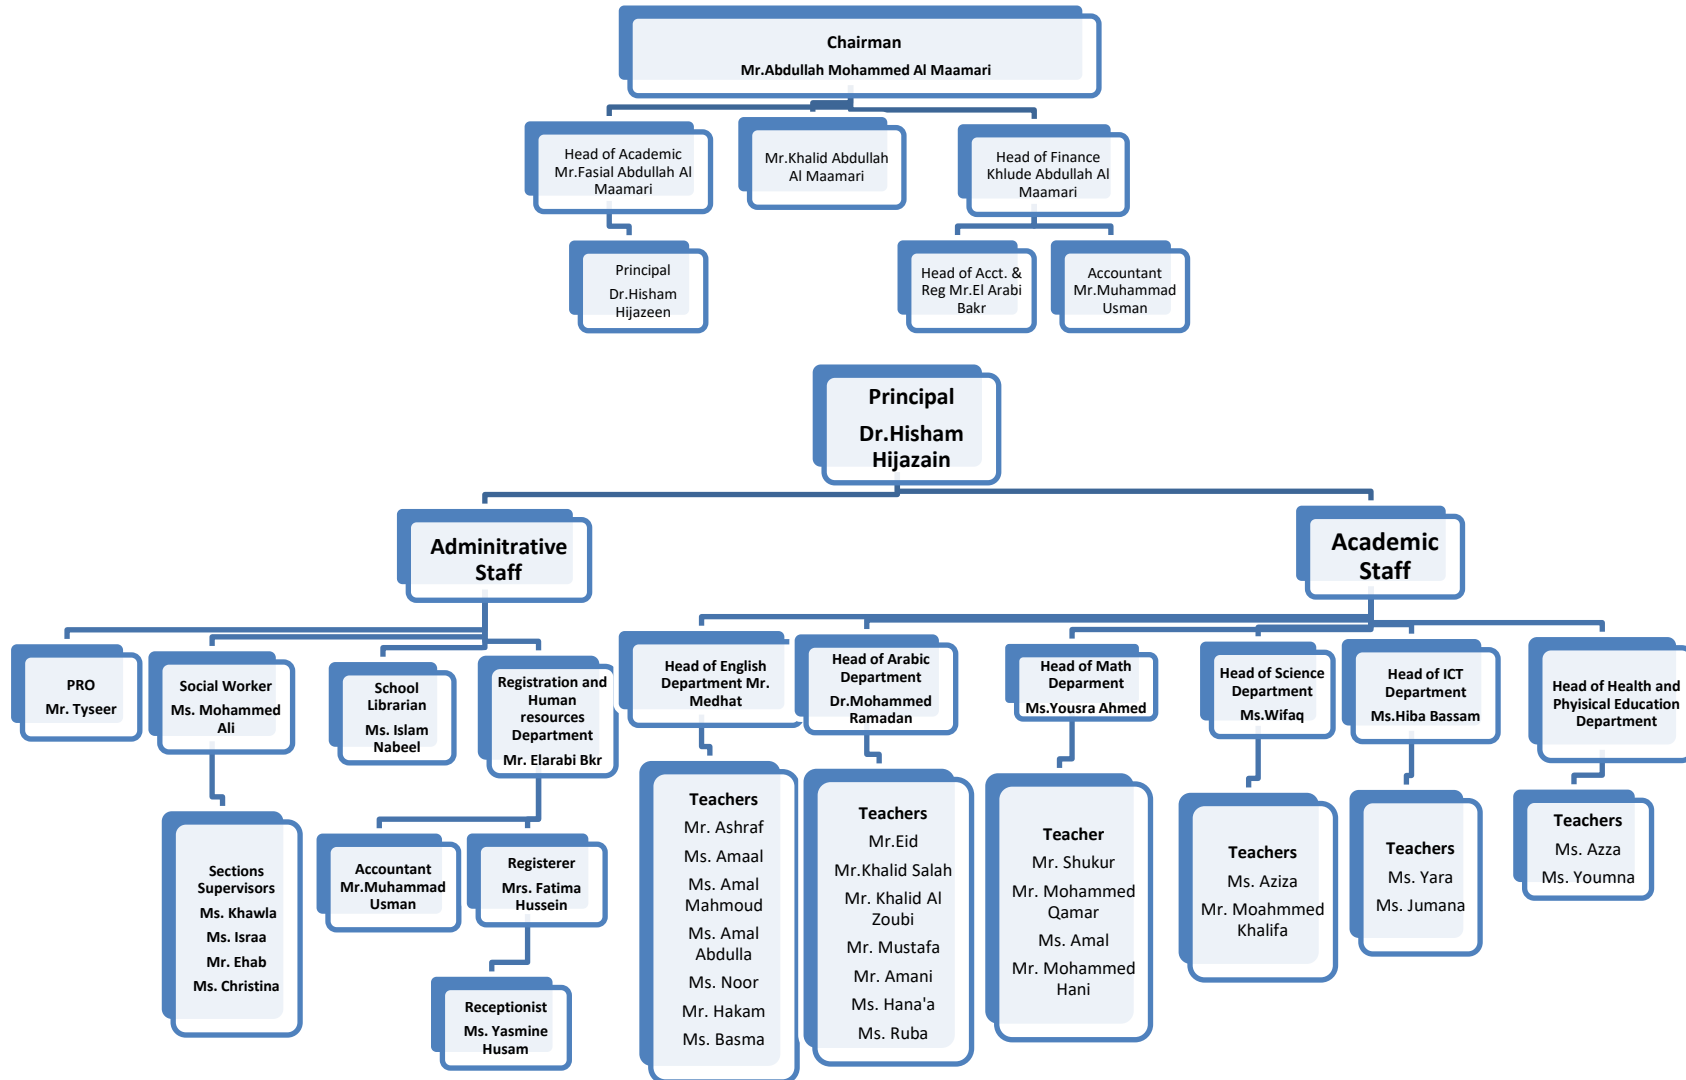 Chairman
Mr.Abdullah Mohammed Al Maamari
Head of Academic
Mr.Fasial Abdullah Al
Maamari
Mr.Khalid Abdullah
Al Maamari
Head of Finance
Khlude Abdullah Al
Maamari
Principal
Dr.Hisham
Hijazeen
Head of Acct. &
Reg Mr.El Arabi
Bakr
Accountant
Mr.Muhammad
Usman
Principal
Dr.Hisham
Hijazain
Adminitrative
Staff
Academic
Staff
PRO
Mr. Tyseer
Social Worker
Ms. Mohammed
Ali
School
Librarian
Ms. Islam
Nabeel
Registration and
Human
resources
Department
Mr. Elarabi Bkr
Head of English
Department Mr.
Medhat
Head of Arabic
Department
Dr.Mohammed
Ramadan
Head of Math
Deparment
Ms.Yousra Ahmed
Head of Science
Department
Ms.Wifaq
Head of ICT
Department
Ms.Hiba Bassam
Head of Health and
Phyisical Education
Department
Sections
Supervisors
Ms. Khawla
Ms. Israa
Mr. Ehab
Ms. Christina
Accountant
Mr.Muhammad
Usman
Registerer
Mrs. Fatima
Hussein
Receptionist
Ms. Yasmine
Husam
Teachers
Mr. Ashraf
Ms. Amaal
Ms. Amal
Mahmoud
Ms. Amal
Abdulla
Ms. Noor
Mr. Hakam
Ms. Basma
Teachers
Mr.Eid
Mr.Khalid Salah
Mr. Khalid Al
Zoubi
Mr. Mustafa
Mr. Amani
Ms. Hana'a
Ms. Ruba
Teacher
Mr. Shukur
Mr. Mohammed
Qamar
Ms. Amal
Mr. Mohammed
Hani
Teachers
Ms. Aziza
Mr. Moahmmed
Khalifa
Teachers
Ms. Yara
Ms. Jumana
Teachers
Ms. Azza
Ms. Youmna